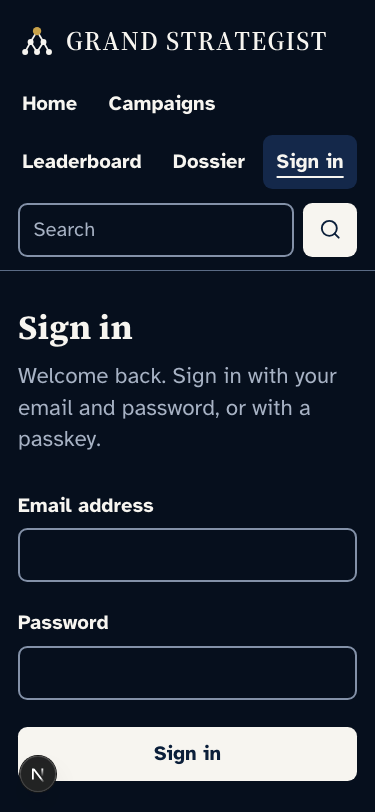 GRAND STRATEGIST
Home Campaigns
Leaderboard Dossier Sign in
Search
Sign in
Welcome back. Sign in with your
email and password, or with a
passkey.
Email address
Password
Sign in
N